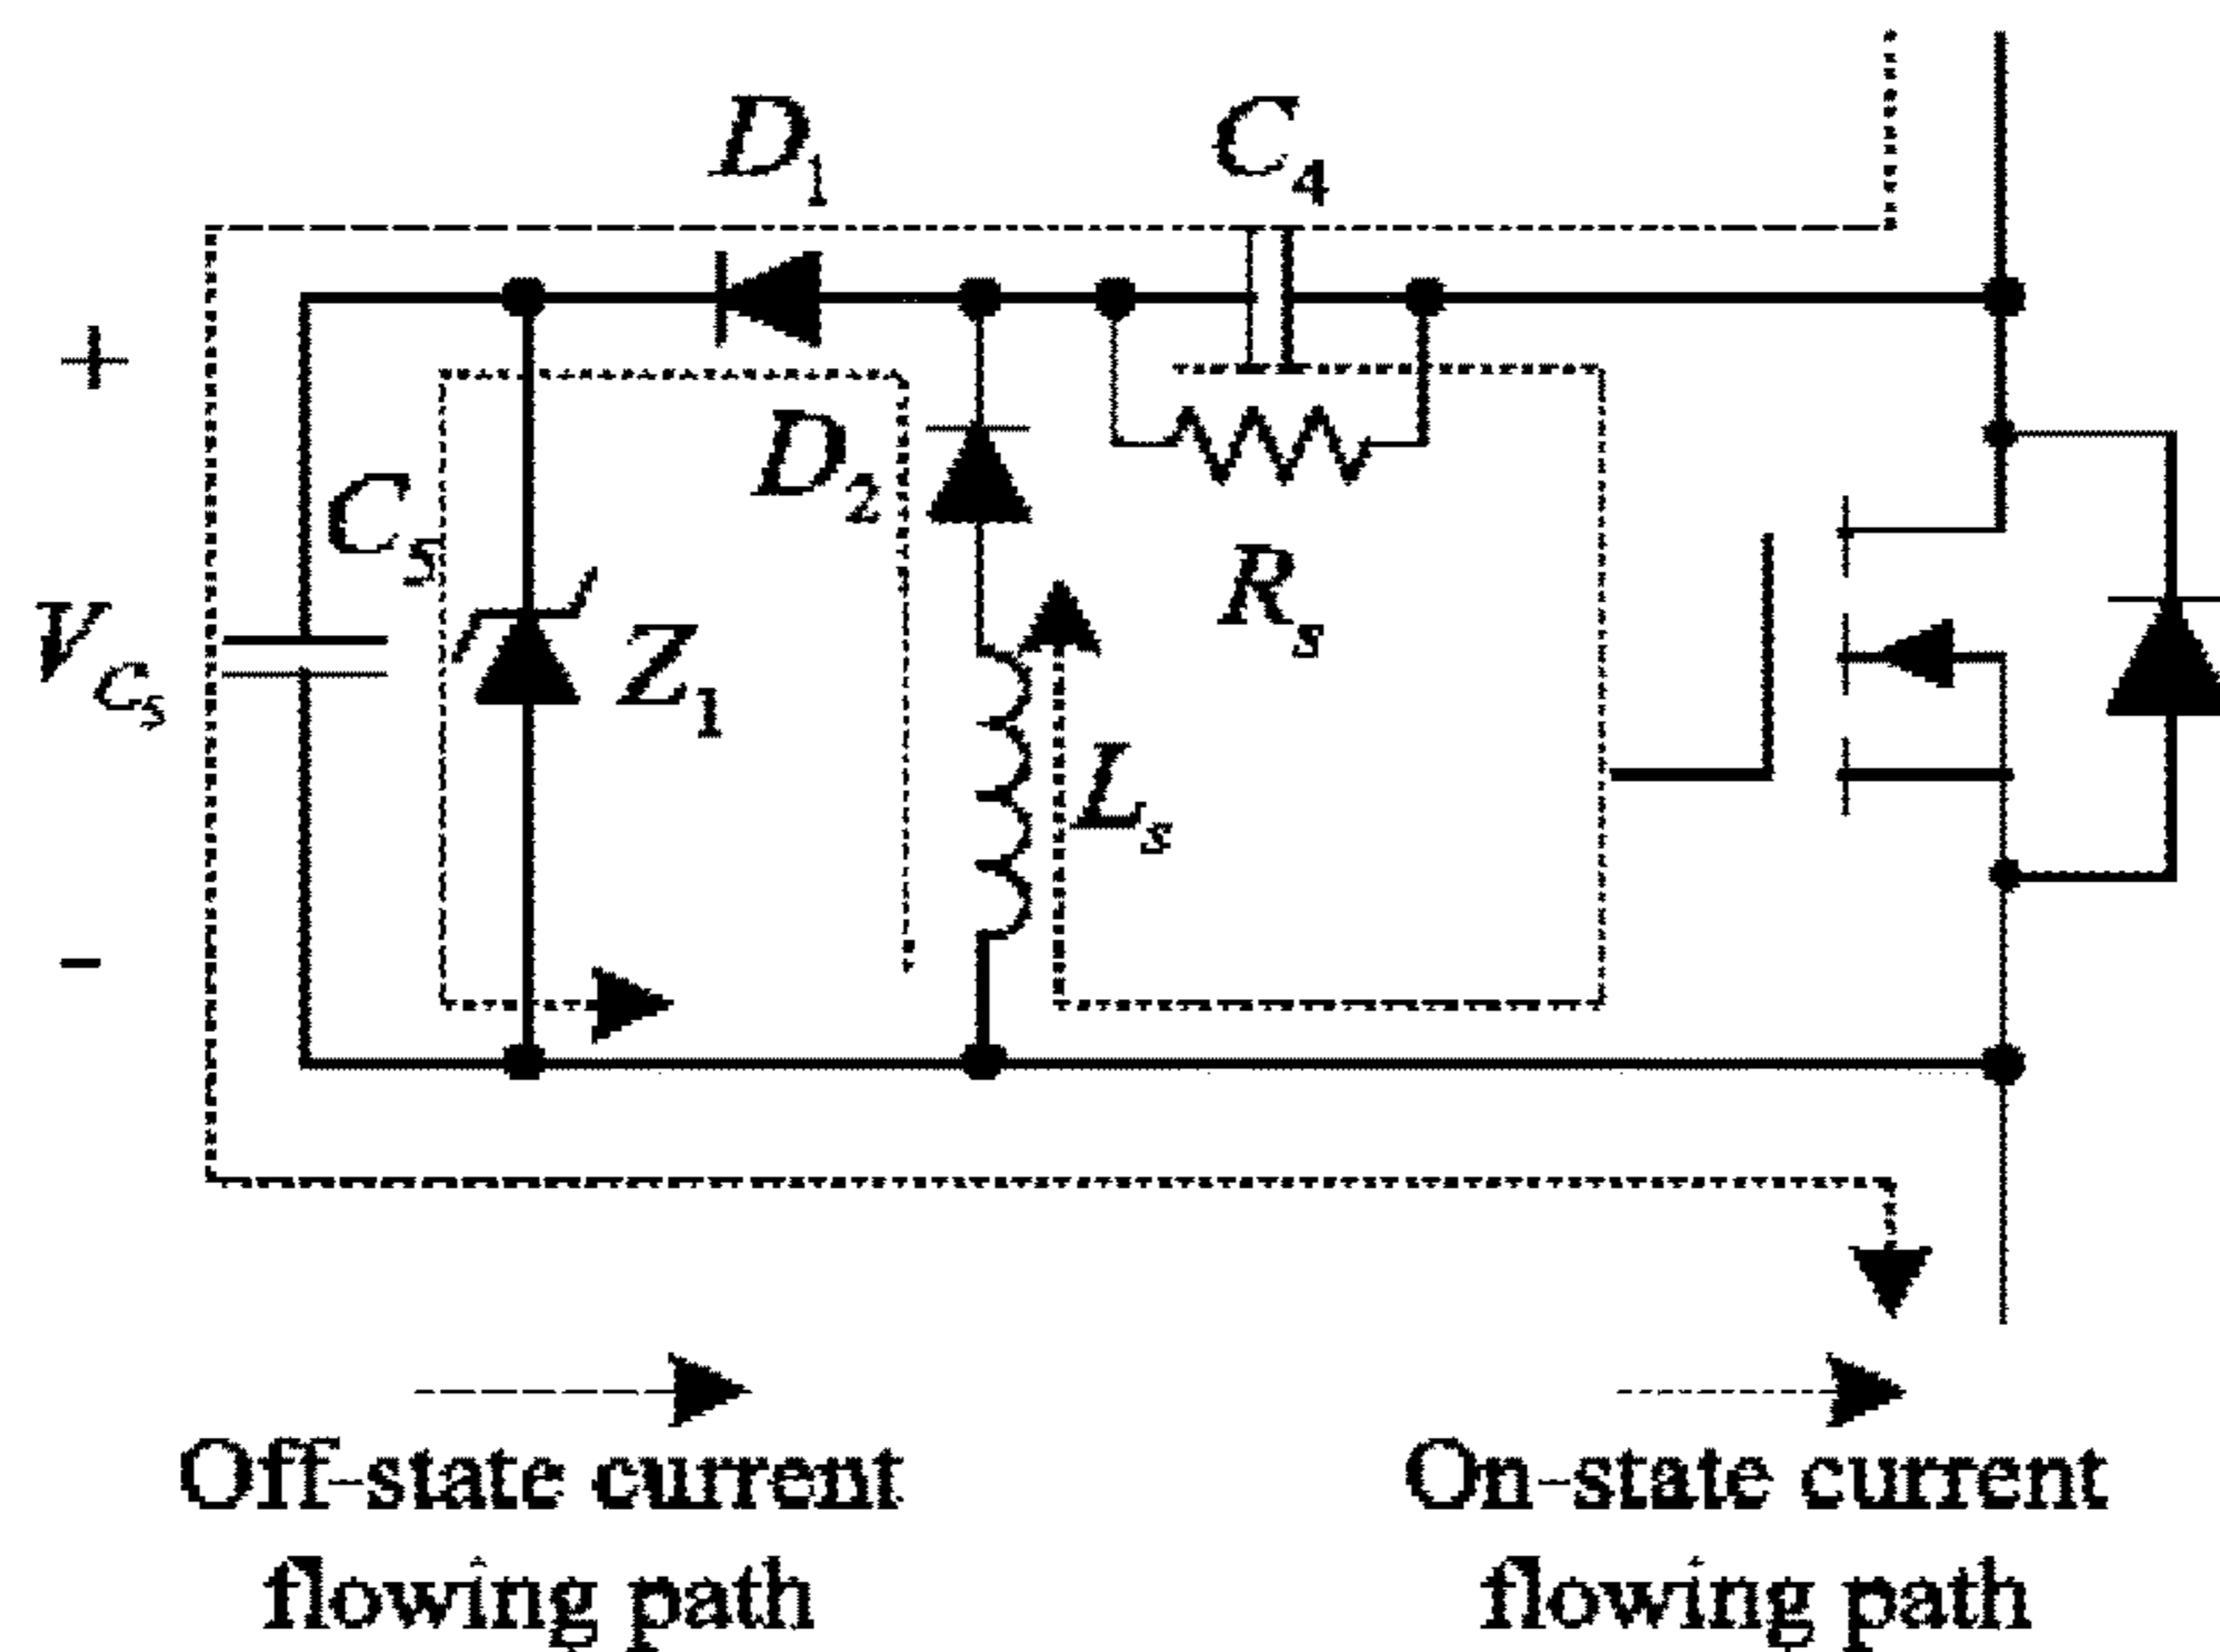 D1
C4
+
C5
D2
Rs
VC5
Z1
Ls
-
Off-state current
flowing path
On-state current
flowing path